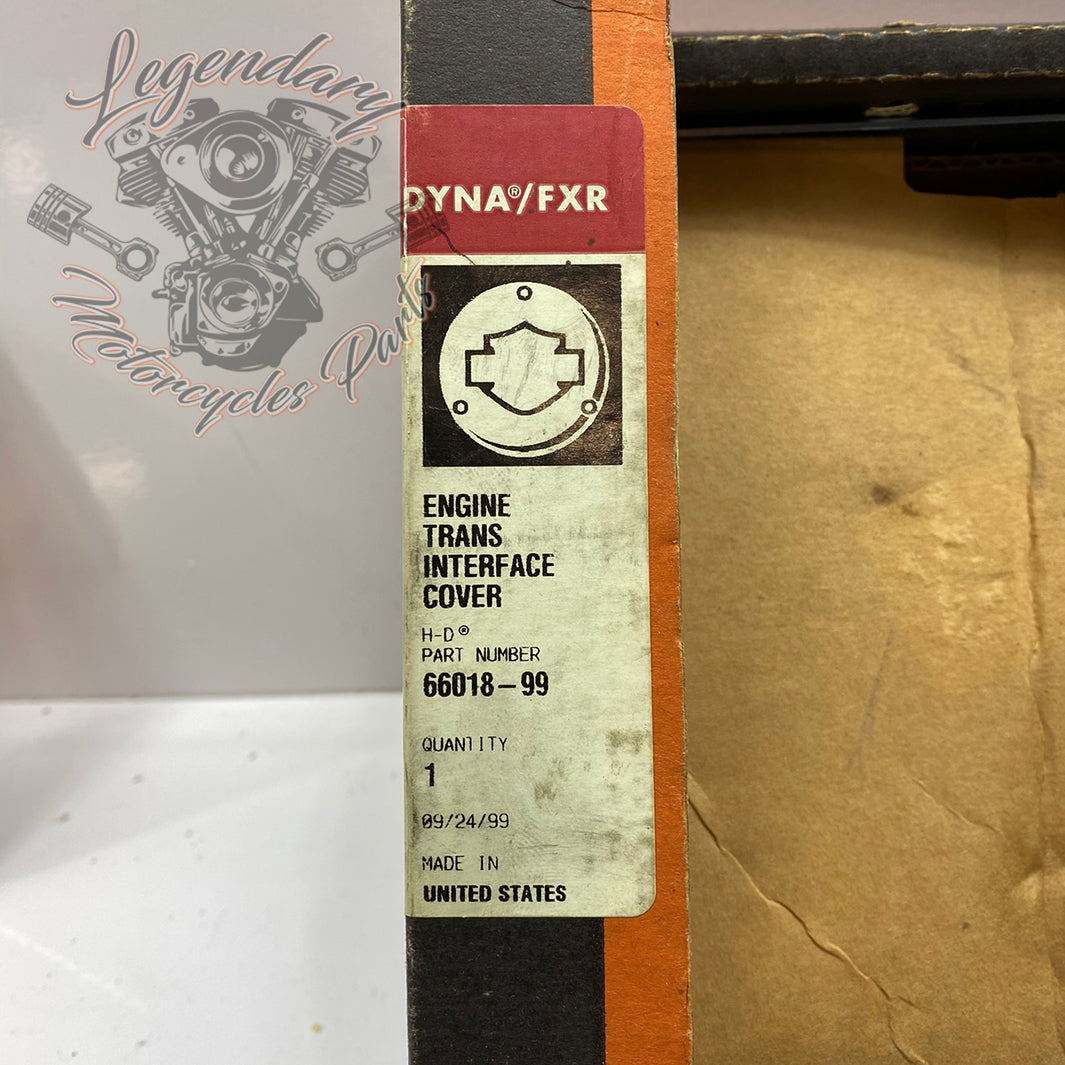 Legendary
Motorcycles Parts
DYNA®/FXR
ENGINE
TRANS
INTERFACE
COVER
H-D®
PART NUMBER
66018-99
QUANTITY
1
09/24/99
MADE IN
UNITED STATES